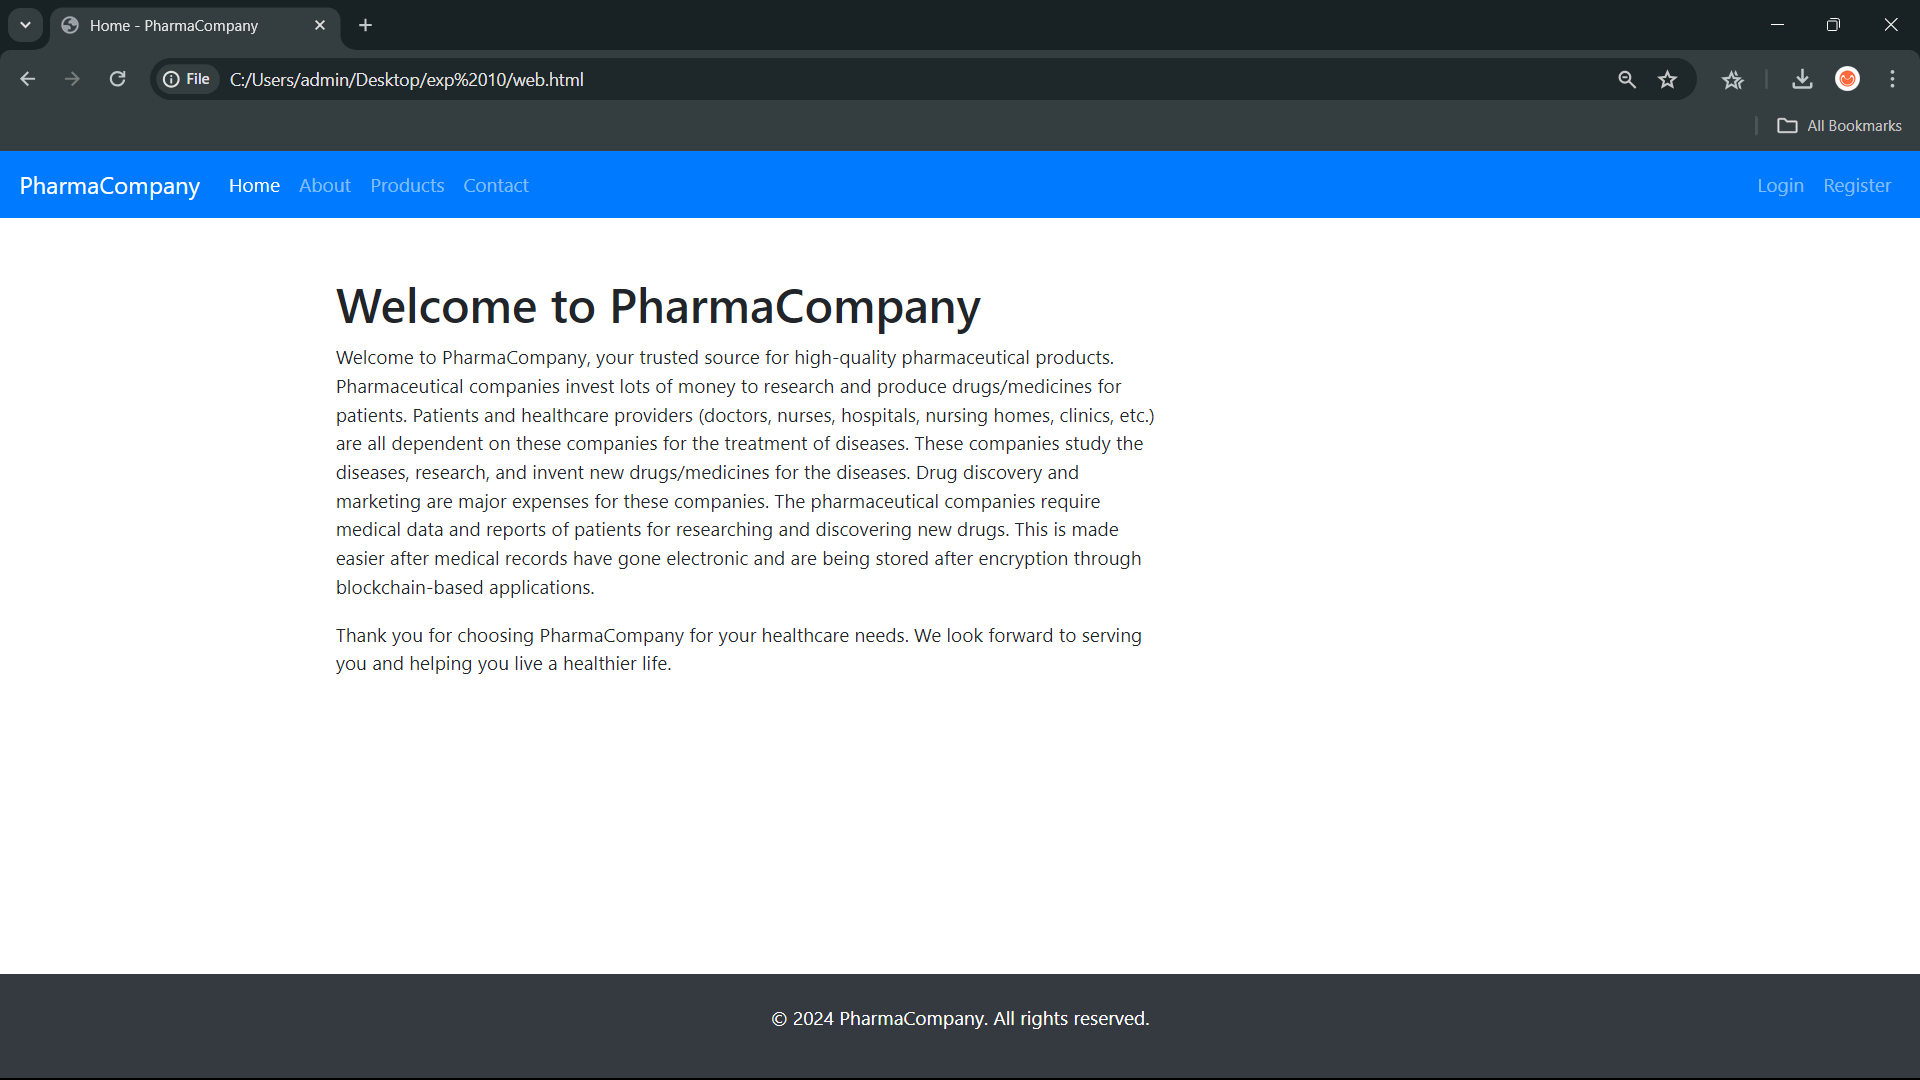 Home - PharmaCompany
File C:/Users/admin/Desktop/exp%2010/web.html
All Bookmarks
PharmaCompany Home About Products Contact Login Register
Welcome to PharmaCompany
Welcome to PharmaCompany, your trusted source for high-quality pharmaceutical products.
Pharmaceutical companies invest lots of money to research and produce drugs/medicines for
patients. Patients and healthcare providers (doctors, nurses, hospitals, nursing homes, clinics, etc.)
are all dependent on these companies for the treatment of diseases. These companies study the
diseases, research, and invent new drugs/medicines for the diseases. Drug discovery and
marketing are major expenses for these companies. The pharmaceutical companies require
medical data and reports of patients for researching and discovering new drugs. This is made
easier after medical records have gone electronic and are being stored after encryption through
blockchain-based applications.
Thank you for choosing PharmaCompany for your healthcare needs. We look forward to serving
you and helping you live a healthier life.
© 2024 PharmaCompany. All rights reserved.